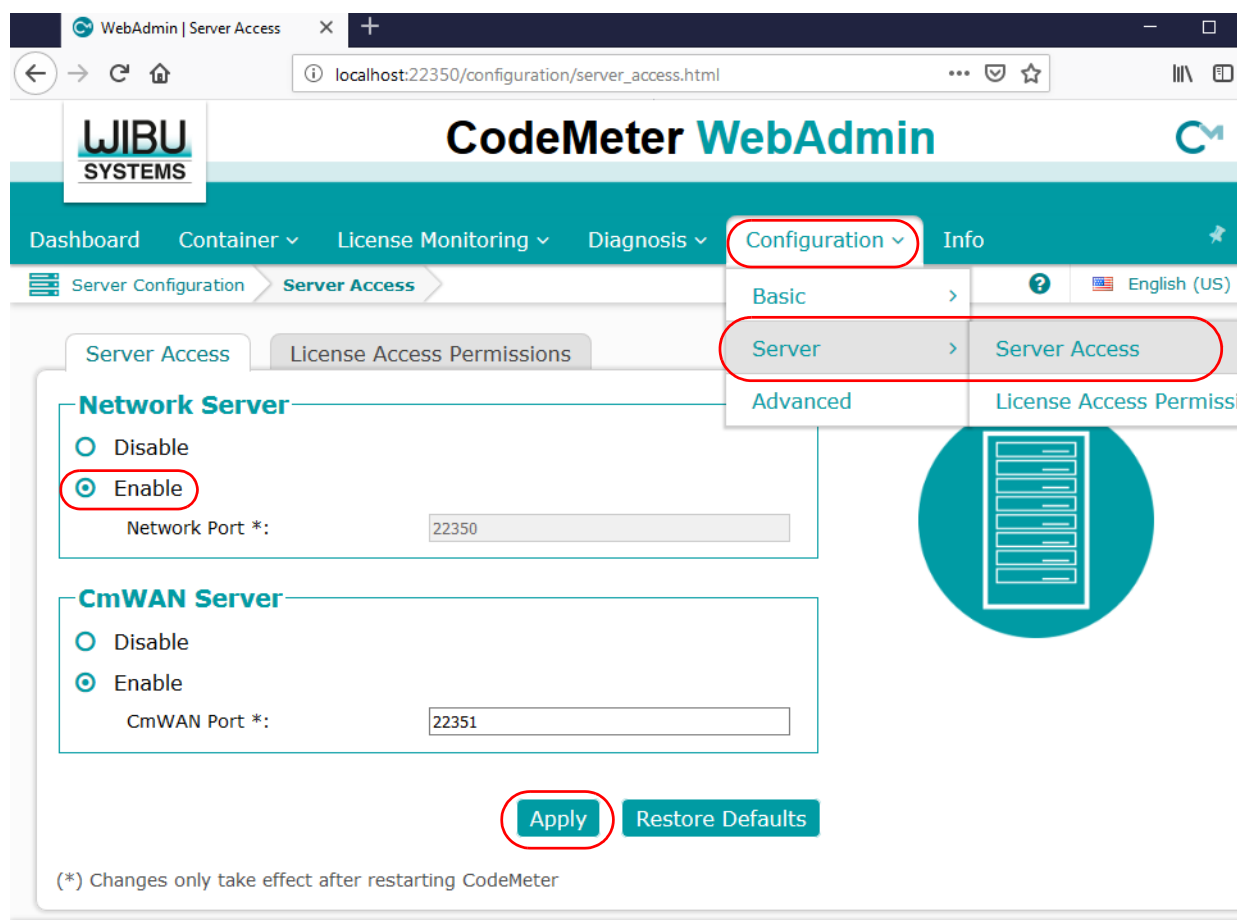 WebAdmin | Server Access
localhost:22350/configuration/server_access.html
WIBU
SYSTEMS
CodeMeter WebAdmin
Dashboard Container License Monitoring Diagnosis Configuration Info
Server Configuration Server Access
English (US)
Basic
Server
Server Access
Advanced
License Access Permissi
Server Access License Access Permissions
Network Server
Disable
Enable
Network Port *: 22350
CmWAN Server
Disable
Enable
CmWAN Port *: 22351
Apply Restore Defaults
(*) Changes only take effect after restarting CodeMeter